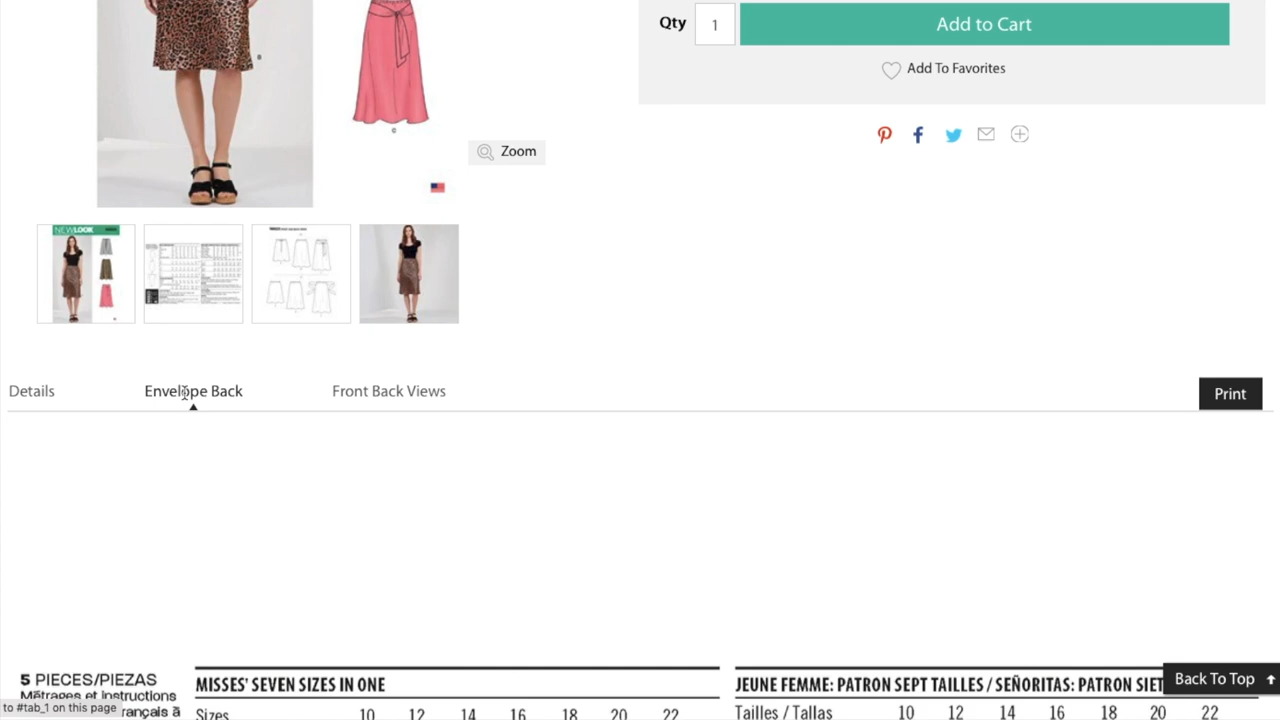 Qty 1 Add to Cart
Add To Favorites
B
C
Zoom
NEW LOOK
Details Envelope Back Front Back Views Print
5 PIECES/PIEZAS
Métrages et instructions
rançais à
MISSES' SEVEN SIZES IN ONE
Sizes 10 12 14 16 18 20 22
JEUNE FEMME: PATRON SEPT TAILLES / SEÑORITAS: PATRON SIET
Tailles / Tallas 10 12 14 16 18 20 22
Back To Top
to #tab_1 on this page